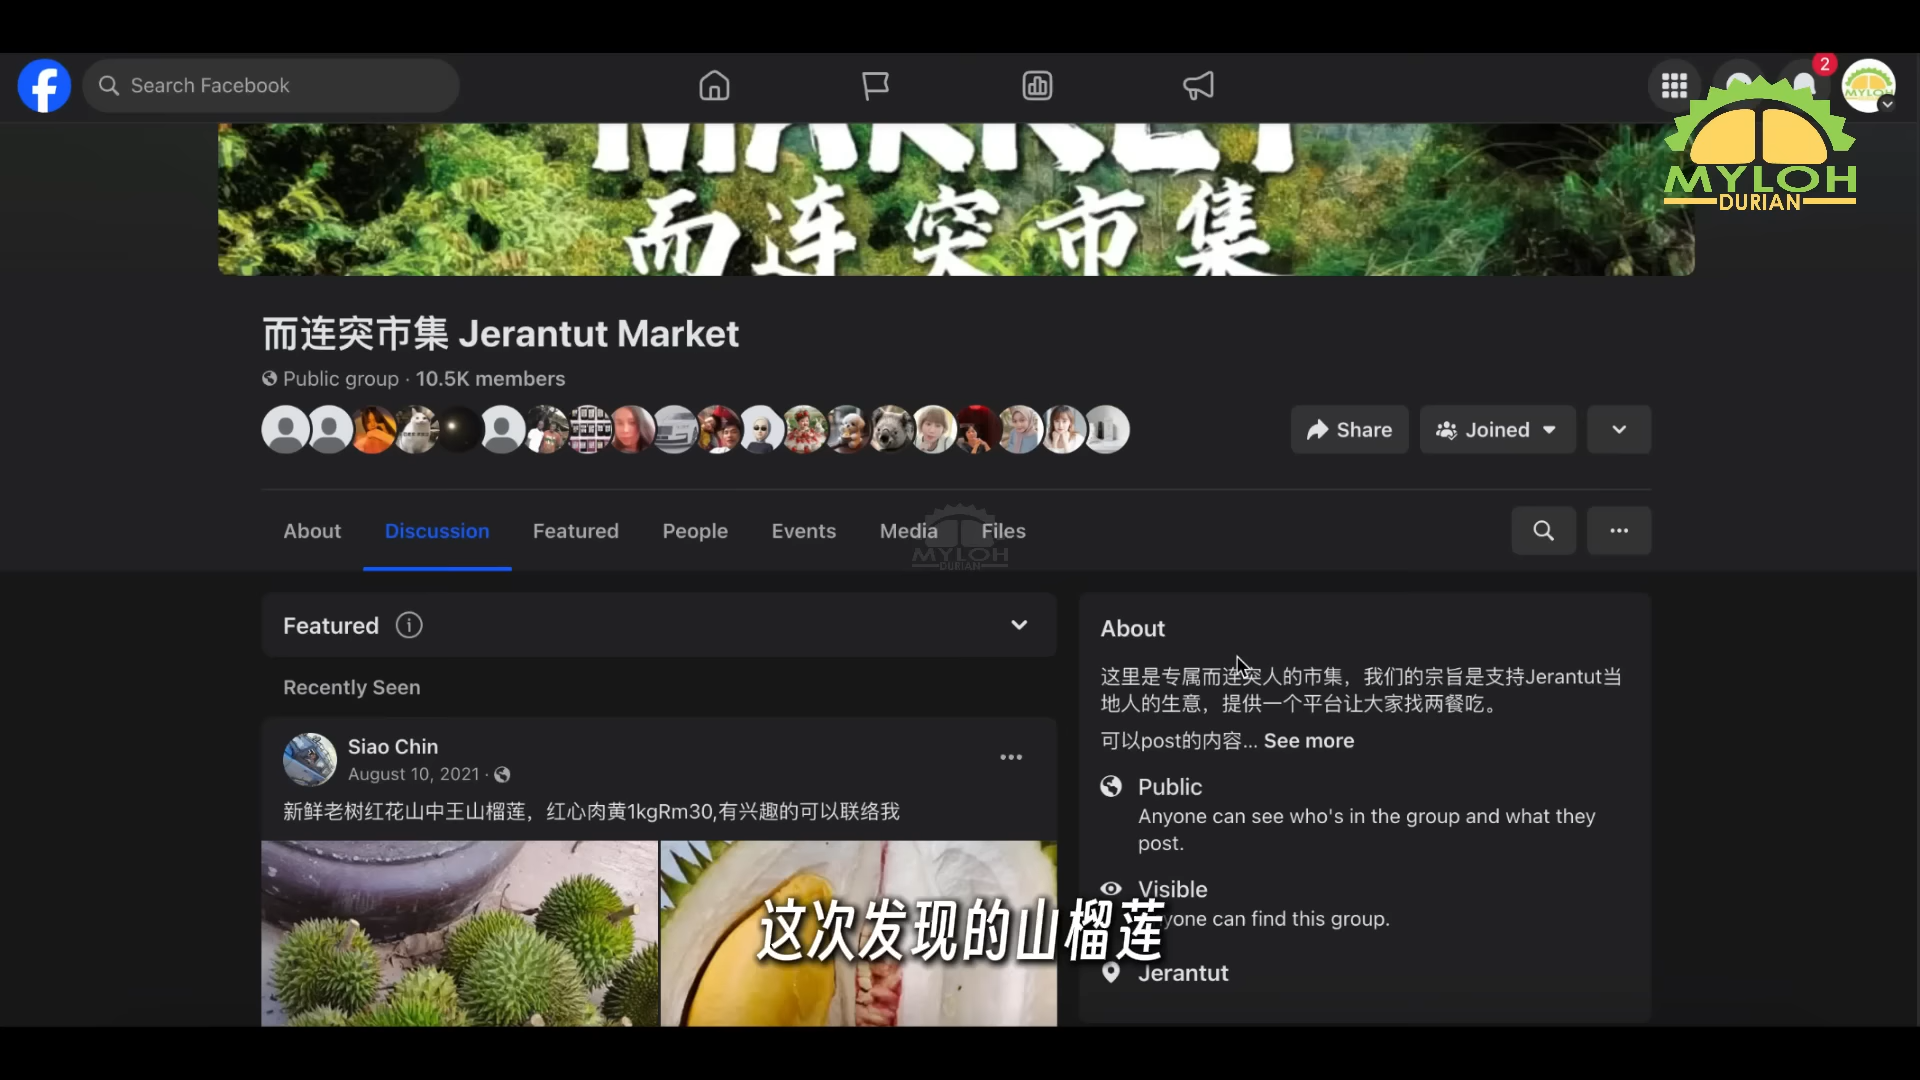 Search Facebook
2
MYLOH
DURIAN
MARKET
而连突市集
而连突市集 Jerantut Market
Public group · 10.5K members
Share
Joined
About
Discussion
Featured
People
Events
Media
Files
MYLOH
DURIAN
Featured
Recently Seen
Siao Chin
August 10, 2021 ·
新鲜老树红花山中王山榴莲，红心肉黄1kgRm30,有兴趣的可以联络我
About
这里是专属而连突人的市集，我们的宗旨是支持Jerantut当
地人的生意，提供一个平台让大家找两餐吃。
可以post的内容... See more
Public
Anyone can see who's in the group and what they
post.
Visible
yone can find this group.
Jerantut
这次发现的山榴莲